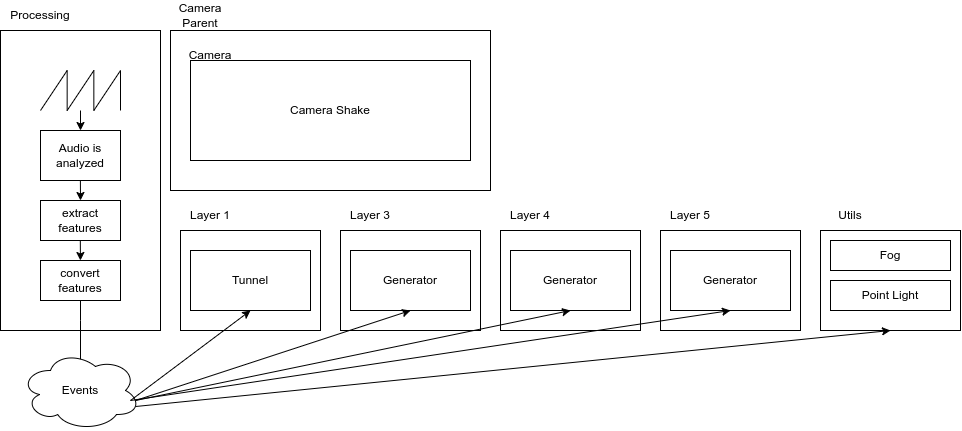 Processing
Camera
Parent
Camera
Camera Shake
Audio is
analyzed
extract
features
convert
features
Layer 1
Layer 3
Layer 4
Layer 5
Utils
Tunnel
Generator
Generator
Generator
Fog
Point Light
Events